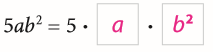 5ab² = 5 • a • b²